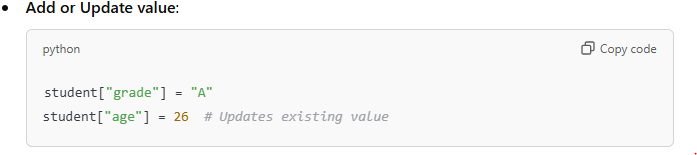 • Add or Update value:
python
Copy code
student["grade"] = "A"
student["age"] = 26  # Updates existing value
.